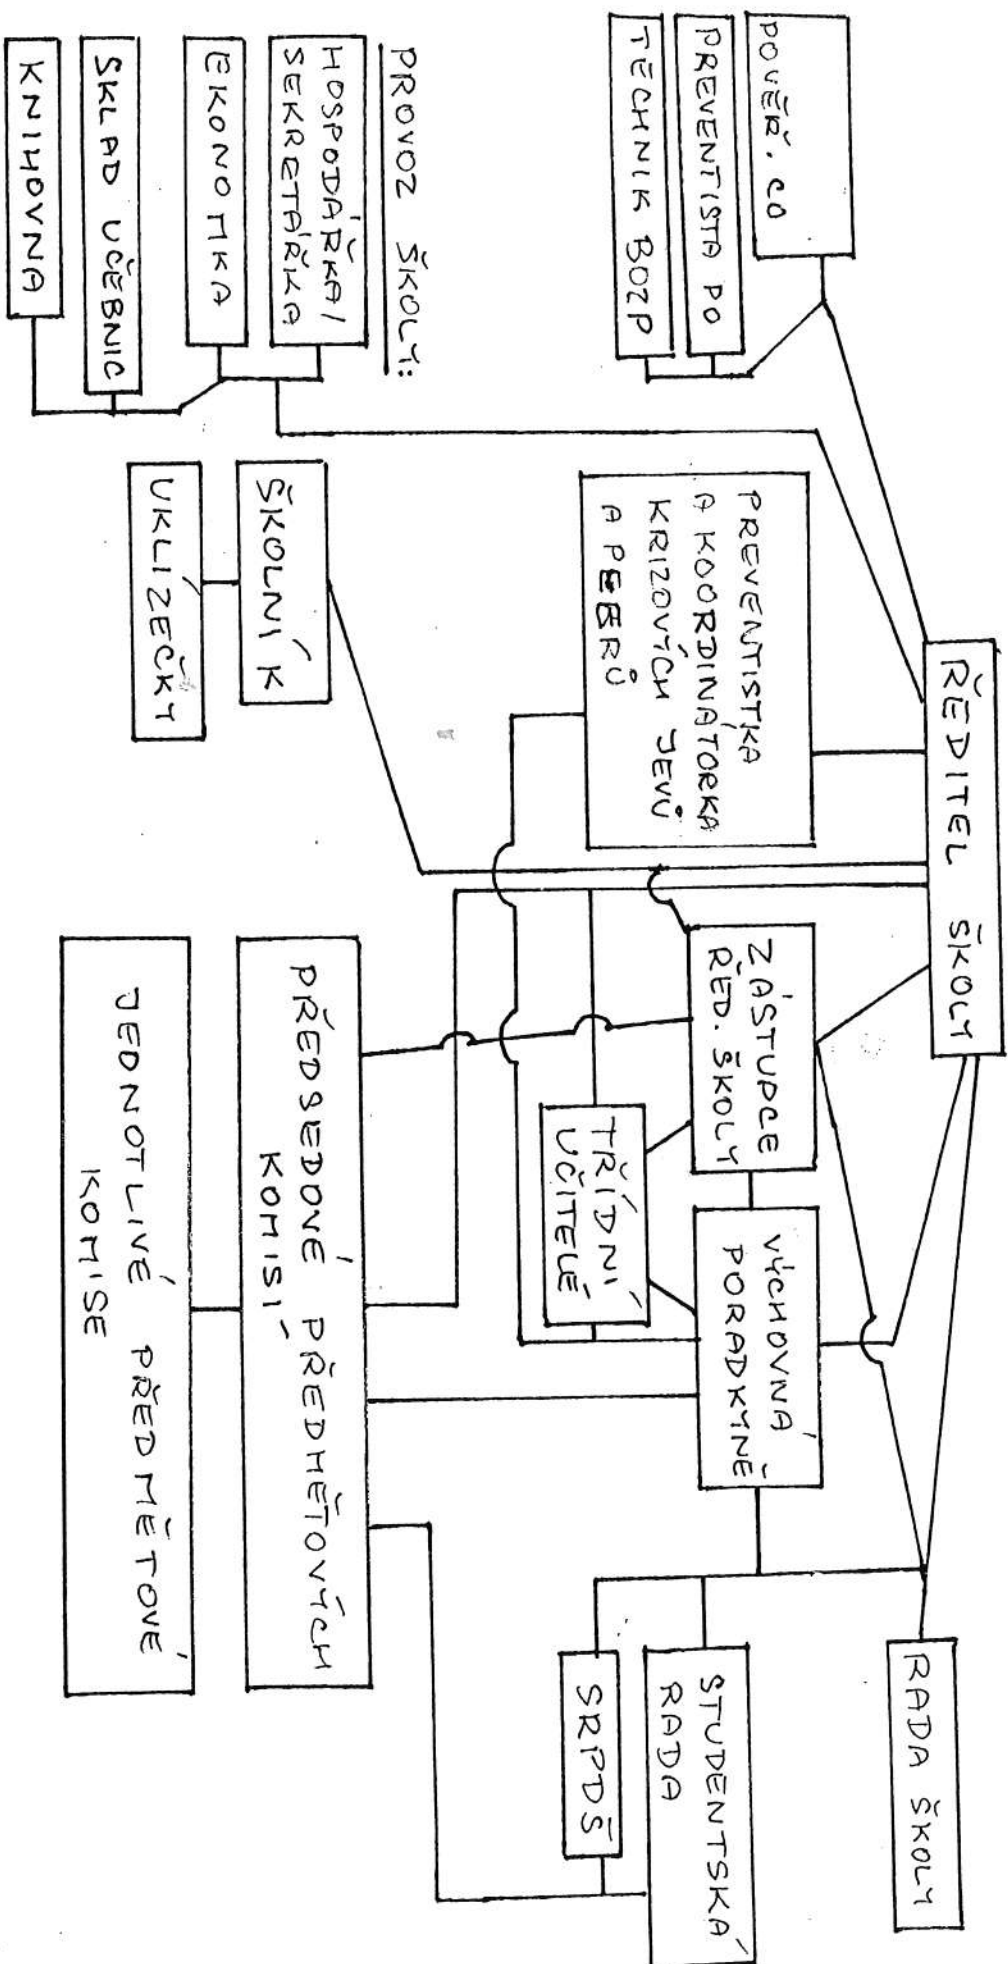 ŘEDITEL ŠKOLY
POVĚŘ. CO
PREVENTISTA PO
TECHNIK BOZP
PREVENTISTKA
A KOORDINÁTORKA
KRIZOVÝCH JEVŮ
A PEERŮ
ZÁSTUPCE
ŘED. ŠKOLY
VÝCHOVNÁ
PORADKYNĚ
TŘÍDNÍ
UČITELÉ
RADA ŠKOLY
STUDENTSKÁ
RADA
SRPDŠ
PROVOZ ŠKOLY:
HOSPODÁŘKA/
SEKRETÁŘKA
EKONOMKA
SKLAD UČEBNIC
KNIHOVNA
ŠKOLNÍK
UKLÍZEČKY
PŘEDSEDOVÉ PŘEDMĚTOVÝCH
KOMISÍ
JEDNOTLIVÉ PŘEDMĚTOVÉ
KOMISE